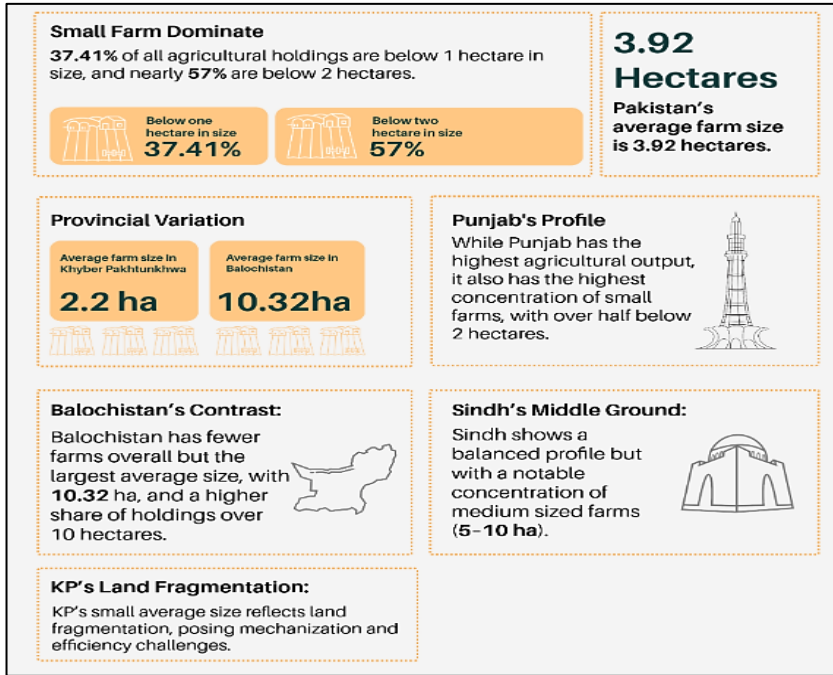 Small Farm Dominate
37.41% of all agricultural holdings are below 1 hectare in
size, and nearly 57% are below 2 hectares.
Below one
hectare in size
37.41%
Below two
hectare in size
57%
3.92
Hectares
Pakistan's
average farm size
is 3.92 hectares.
Provincial Variation
Average farm size in
Khyber Pakhtunkhwa
2.2 ha
Average farm size in
Balochistan
10.32ha
Punjab's Profile
While Punjab has the
highest agricultural output,
it also has the highest
concentration of small
farms, with over half below
2 hectares.
Balochistan's Contrast:
Balochistan has fewer
farms overall but the
largest average size, with
10.32 ha, and a higher
share of holdings over
10 hectares.
Sindh's Middle Ground:
Sindh shows a
balanced profile but
with a notable
concentration of
medium sized farms
(5–10 ha).
KP's Land Fragmentation:
KP's small average size reflects land
fragmentation, posing mechanization and
efficiency challenges.